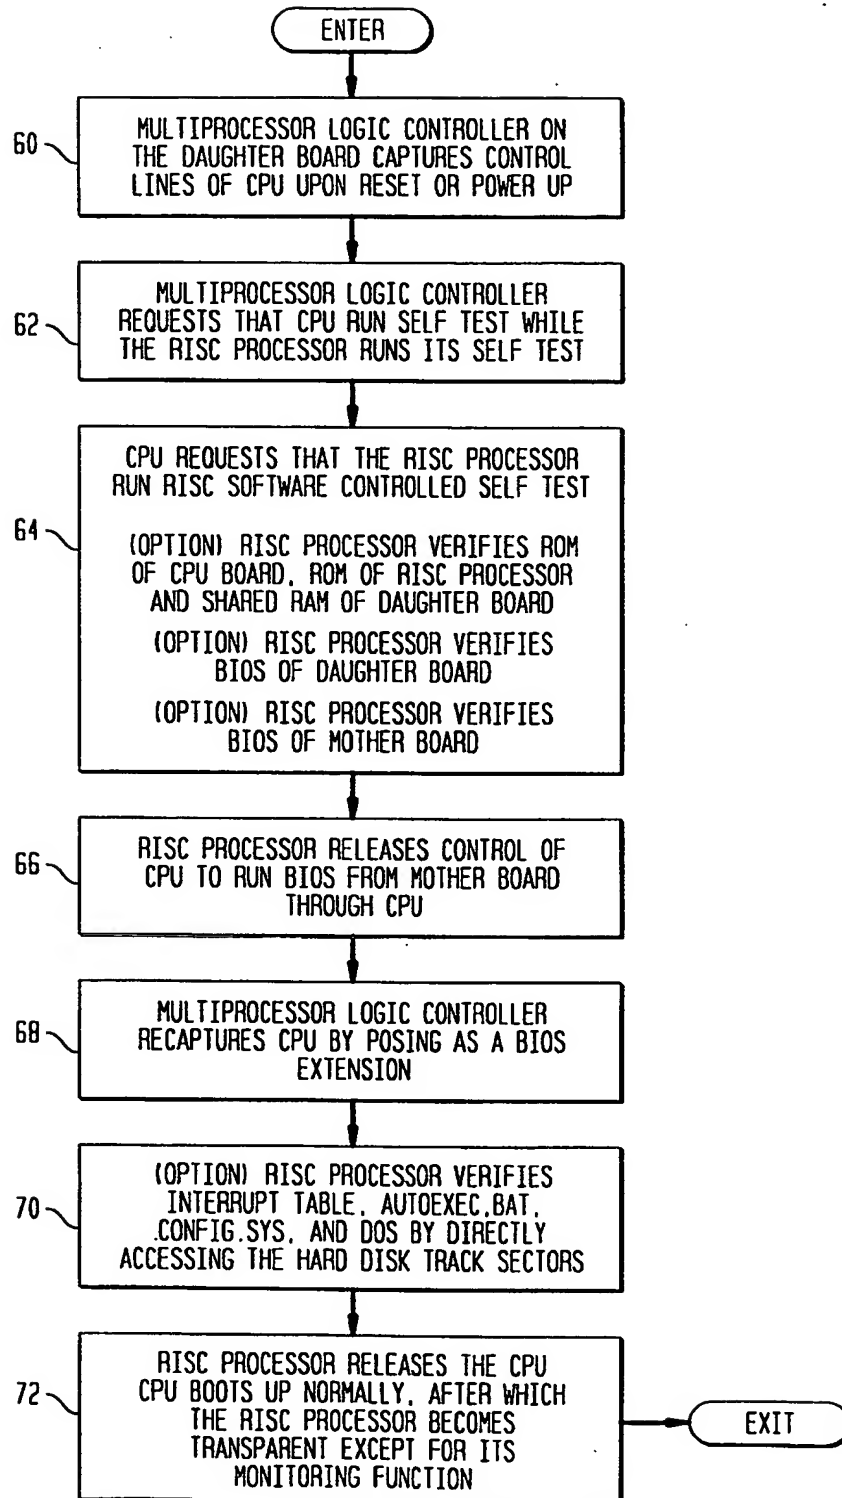 ENTER
60
MULTIPROCESSOR LOGIC CONTROLLER ON
THE DAUGHTER BOARD CAPTURES CONTROL
LINES OF CPU UPON RESET OR POWER UP
62
MULTIPROCESSOR LOGIC CONTROLLER
REQUESTS THAT CPU RUN SELF TEST WHILE
THE RISC PROCESSOR RUNS ITS SELF TEST
64
CPU REQUESTS THAT THE RISC PROCESSOR
RUN RISC SOFTWARE CONTROLLED SELF TEST
(OPTION) RISC PROCESSOR VERIFIES ROM
OF CPU BOARD, ROM OF RISC PROCESSOR
AND SHARED RAM OF DAUGHTER BOARD
(OPTION) RISC PROCESSOR VERIFIES
BIOS OF DAUGHTER BOARD
(OPTION) RISC PROCESSOR VERIFIES
BIOS OF MOTHER BOARD
66
RISC PROCESSOR RELEASES CONTROL OF
CPU TO RUN BIOS FROM MOTHER BOARD
THROUGH CPU
68
MULTIPROCESSOR LOGIC CONTROLLER
RECAPTURES CPU BY POSING AS A BIOS
EXTENSION
70
(OPTION) RISC PROCESSOR VERIFIES
INTERRUPT TABLE, AUTOEXEC.BAT,
.CONFIG.SYS, AND DOS BY DIRECTLY
ACCESSING THE HARD DISK TRACK SECTORS
72
RISC PROCESSOR RELEASES THE CPU
CPU BOOTS UP NORMALLY, AFTER WHICH
THE RISC PROCESSOR BECOMES
TRANSPARENT EXCEPT FOR ITS
MONITORING FUNCTION
EXIT